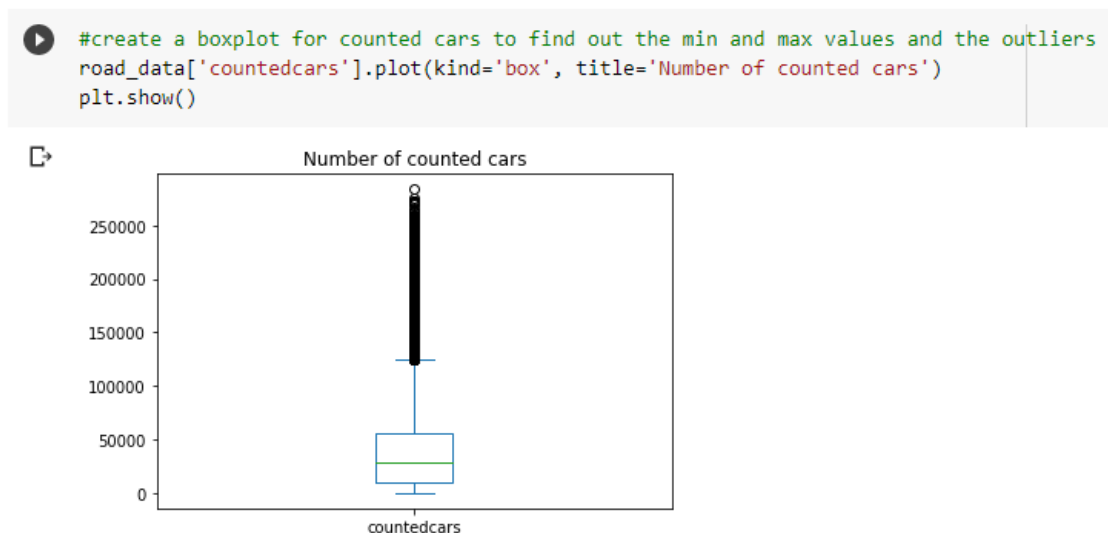 #create a boxplot for counted cars to find out the min and max values and the outliers
road_data['countedcars'].plot(kind='box', title='Number of counted cars')
plt.show()
Number of counted cars
250000
200000
150000
100000
50000
0
countedcars